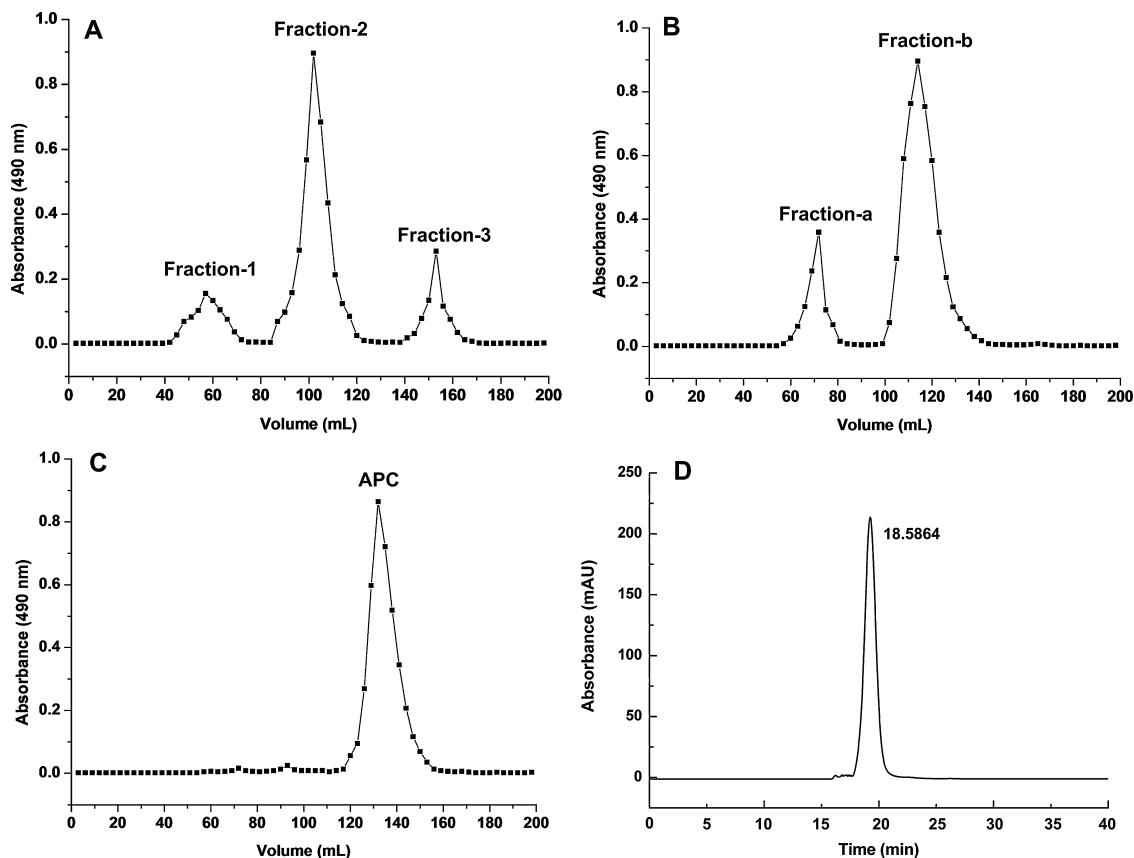 A
Fraction-2
Fraction-1
Fraction-3
1.0
0.8
0.6
0.4
0.2
0.0
Absorbance (490 nm)
0 20 40 60 80 100 120 140 160 180 200
Volume (mL)
B
Fraction-b
Fraction-a
1.0
0.8
0.6
0.4
0.2
0.0
Absorbance (490 nm)
0 20 40 60 80 100 120 140 160 180 200
Volume (mL)
C
APC
1.0
0.8
0.6
0.4
0.2
0.0
Absorbance (490 nm)
0 20 40 60 80 100 120 140 160 180 200
Volume (mL)
D
18.5864
250
200
150
100
50
0
Absorbance (mAU)
0 5 10 15 20 25 30 35 40
Time (min)